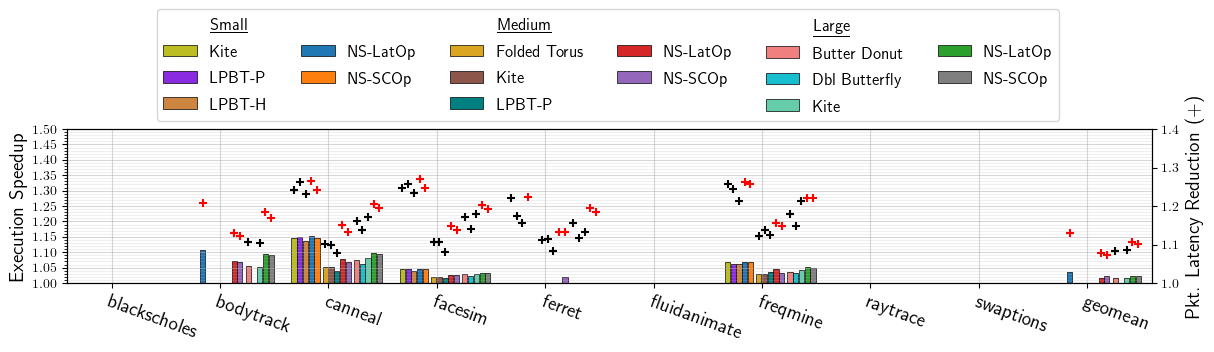 Small
Medium
Large
Kite
NS-LatOp
Folded Torus
NS-LatOp
Butter Donut
NS-LatOp
LPBT-P
NS-SCOp
Kite
NS-SCOp
Dbl Butterfly
NS-SCOp
LPBT-H
LPBT-P
Kite
Execution Speedup
1.50
1.45
1.40
1.35
1.30
1.25
1.20
1.15
1.10
1.05
1.00
1.4
1.3
1.2
1.1
1.0
Pkt. Latency Reduction (+)
blackscholes
bodytrack
canneal
facesim
ferret
fluidanimate
freqmine
raytrace
swaptions
geomean